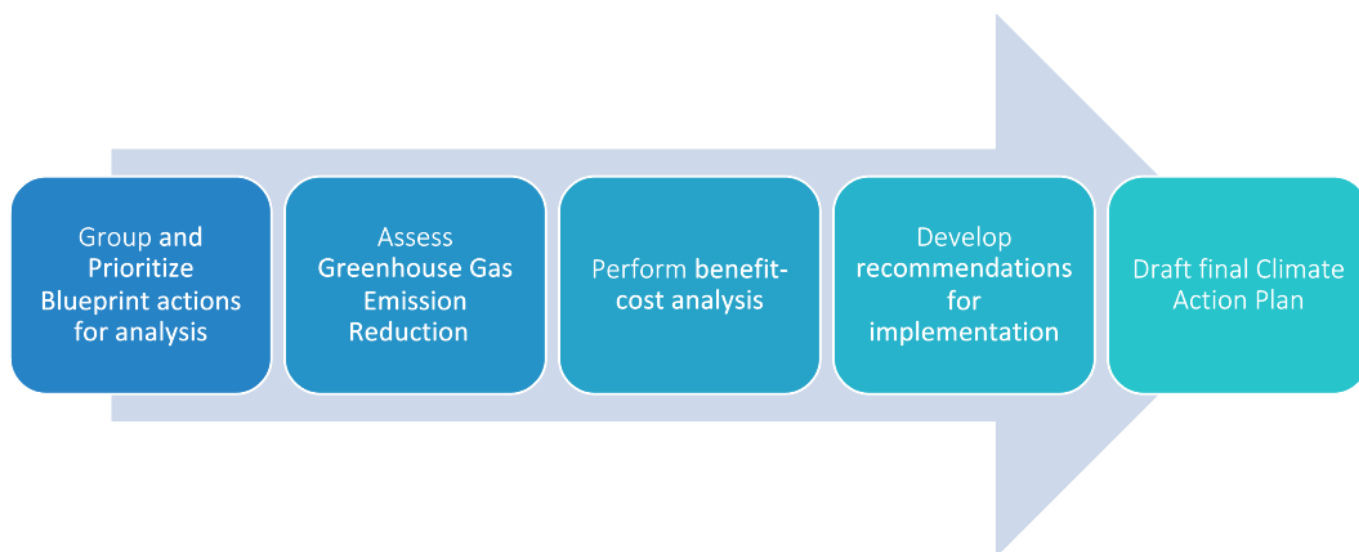 Group and
Prioritize
Blueprint actions
for analysis
Assess
Greenhouse Gas
Emission
Reduction
Perform benefit-
cost analysis
Develop
recommendations
for
implementation
Draft final Climate
Action Plan